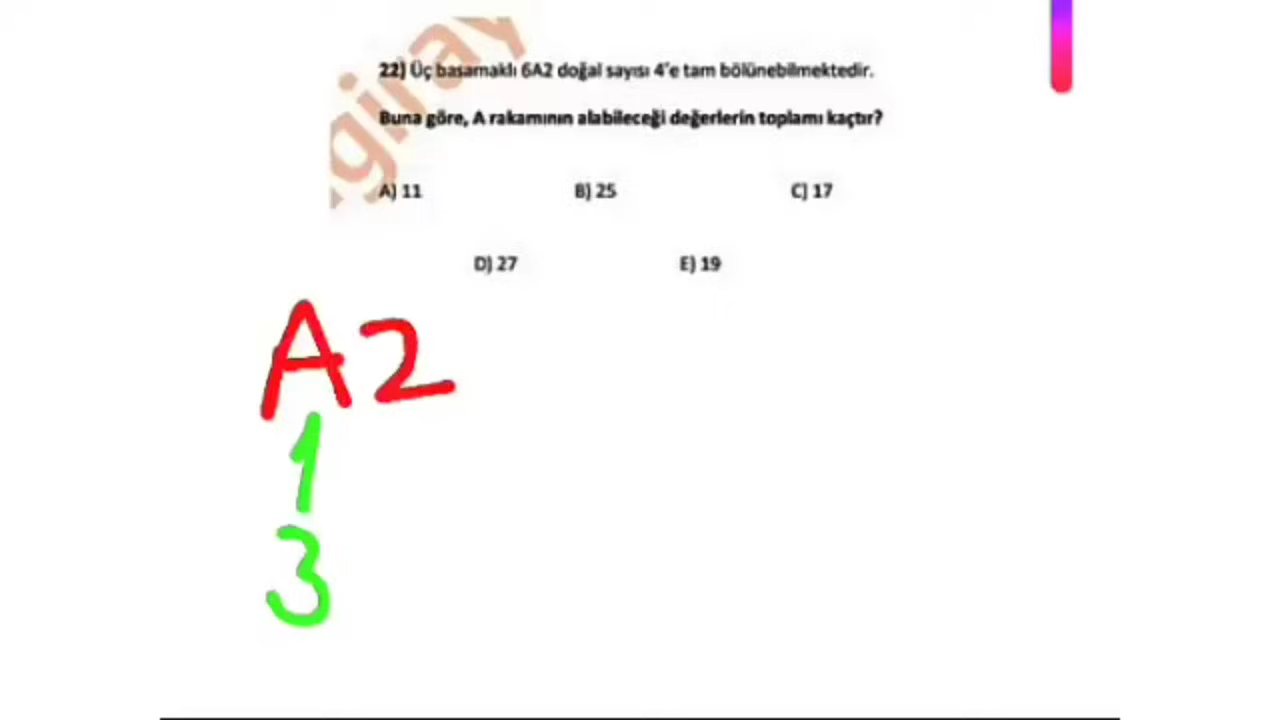 giray
22) Üç basamaklı 6A2 doğal sayısı 4'e tam bölünebilmektedir.
Buna göre, A rakamının alabileceği değerlerin toplamı kaçtır?
A) 11 B) 25 C) 17
D) 27 E) 19
A2
1
3